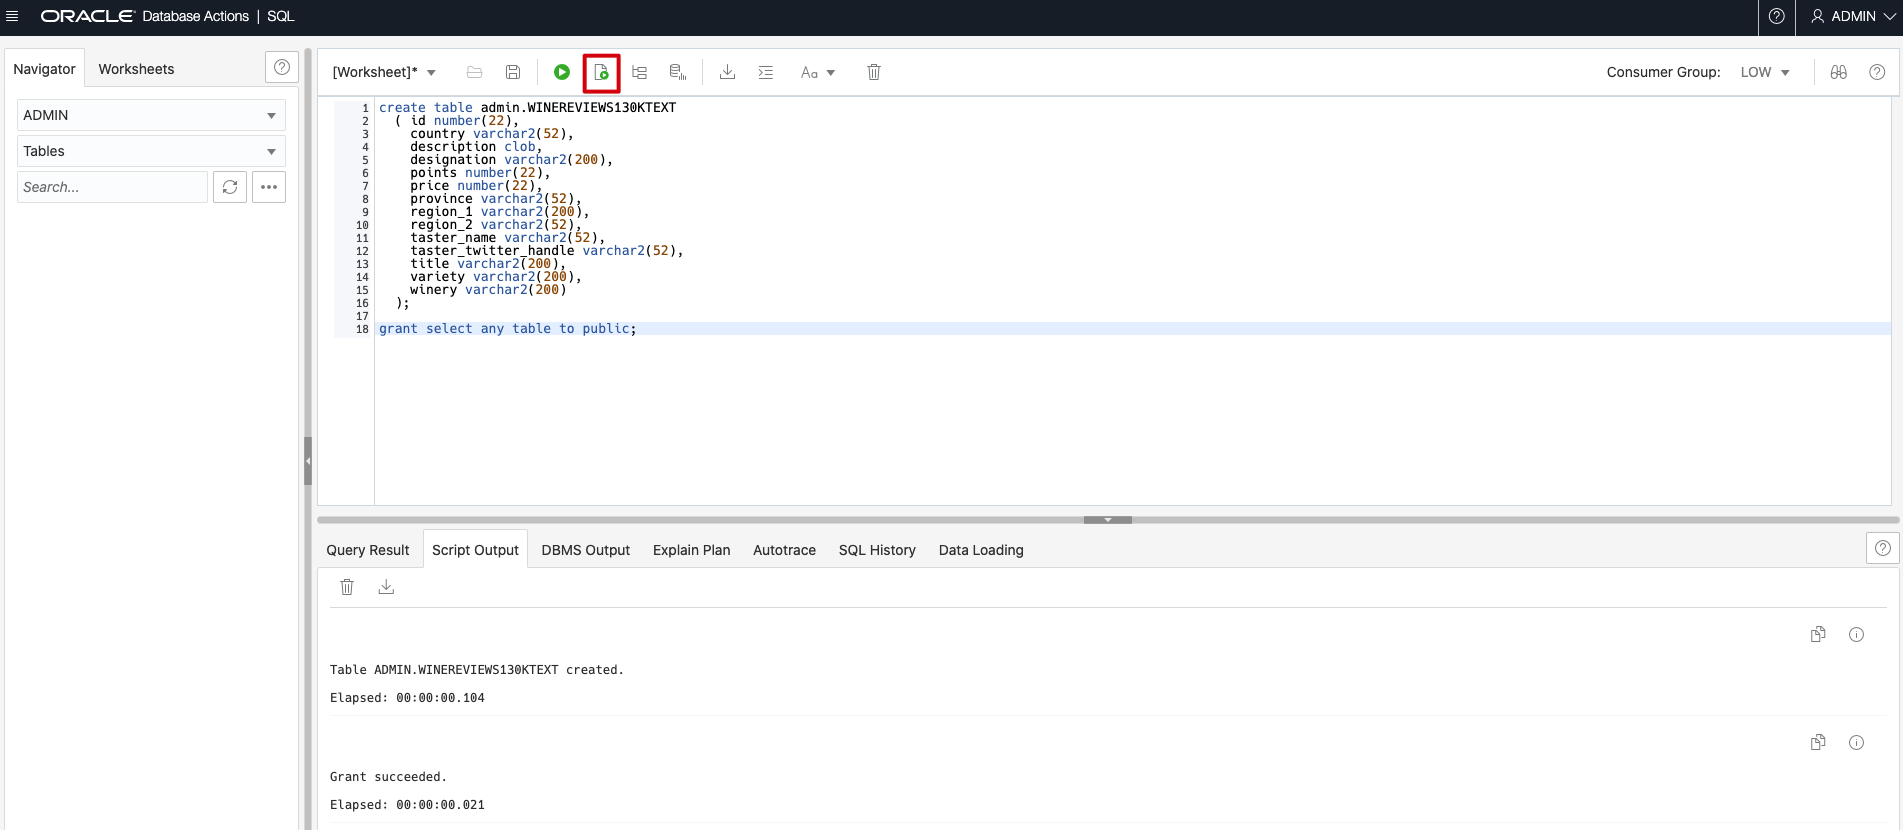 ORACLE Database Actions | SQL
ADMIN
Navigator
Worksheets
ADMIN
Tables
Search...
[Worksheet]*
Aa
Consumer Group: LOW
1 create table admin.WINEREVIEWS130KTEXT
2 ( id number(22),
3 country varchar2(52),
4 description clob,
5 designation varchar2(200),
6 points number(22),
7 price number(22),
8 province varchar2(52),
9 region_1 varchar2(200),
10 region_2 varchar2(52),
11 taster_name varchar2(52),
12 taster_twitter_handle varchar2(52),
13 title varchar2(200),
14 variety varchar2(200),
15 winery varchar2(200)
16 );
17
18 grant select any table to public;
Query Result Script Output DBMS Output Explain Plan Autotrace SQL History Data Loading
Table ADMIN.WINEREVIEWS130KTEXT created.
Elapsed: 00:00:00.104
Grant succeeded.
Elapsed: 00:00:00.021